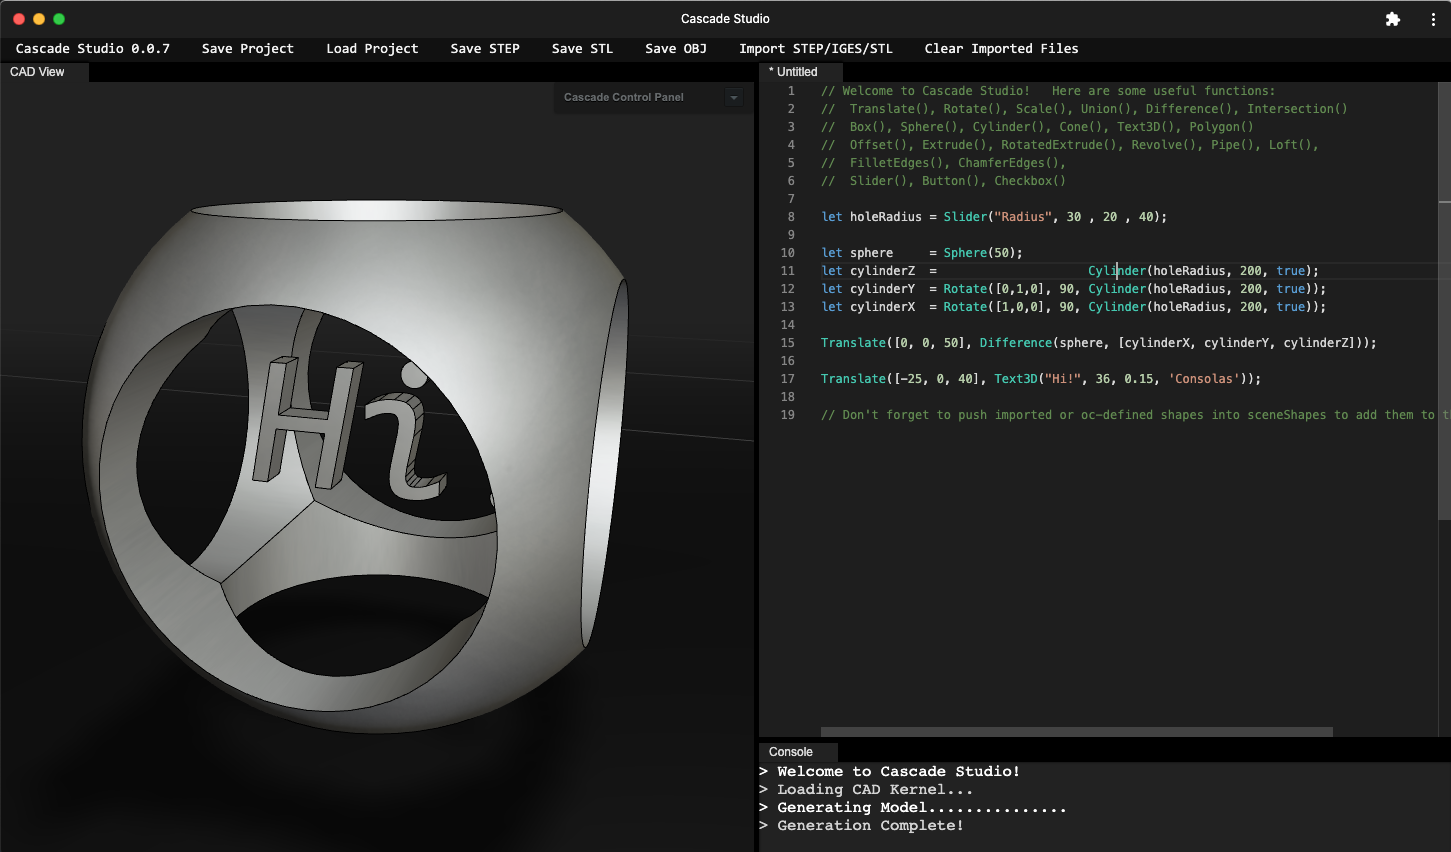 Cascade Studio
Cascade Studio 0.0.7 Save Project Load Project Save STEP Save STL Save OBJ Import STEP/IGES/STL Clear Imported Files
CAD View
Cascade Control Panel
Hi
* Untitled
1 // Welcome to Cascade Studio!   Here are some useful functions:
2 //  Translate(), Rotate(), Scale(), Union(), Difference(), Intersection()
3 //  Box(), Sphere(), Cylinder(), Cone(), Text3D(), Polygon()
4 //  Offset(), Extrude(), RotatedExtrude(), Revolve(), Pipe(), Loft(),
5 //  FilletEdges(), ChamferEdges(),
6 //  Slider(), Button(), Checkbox()
7
8 let holeRadius = Slider("Radius", 30 , 20 , 40);
9
10 let sphere     = Sphere(50);
11 let cylinderZ  =                     Cylinder(holeRadius, 200, true);
12 let cylinderY  = Rotate([0,1,0], 90, Cylinder(holeRadius, 200, true));
13 let cylinderX  = Rotate([1,0,0], 90, Cylinder(holeRadius, 200, true));
14
15 Translate([0, 0, 50], Difference(sphere, [cylinderX, cylinderY, cylinderZ]));
16
17 Translate([-25, 0, 40], Text3D("Hi!", 36, 0.15, 'Consolas'));
18
19 // Don't forget to push imported or oc-defined shapes into sceneShapes to add them to
Console
> Welcome to Cascade Studio!
> Loading CAD Kernel...
> Generating Model...............
> Generation Complete!